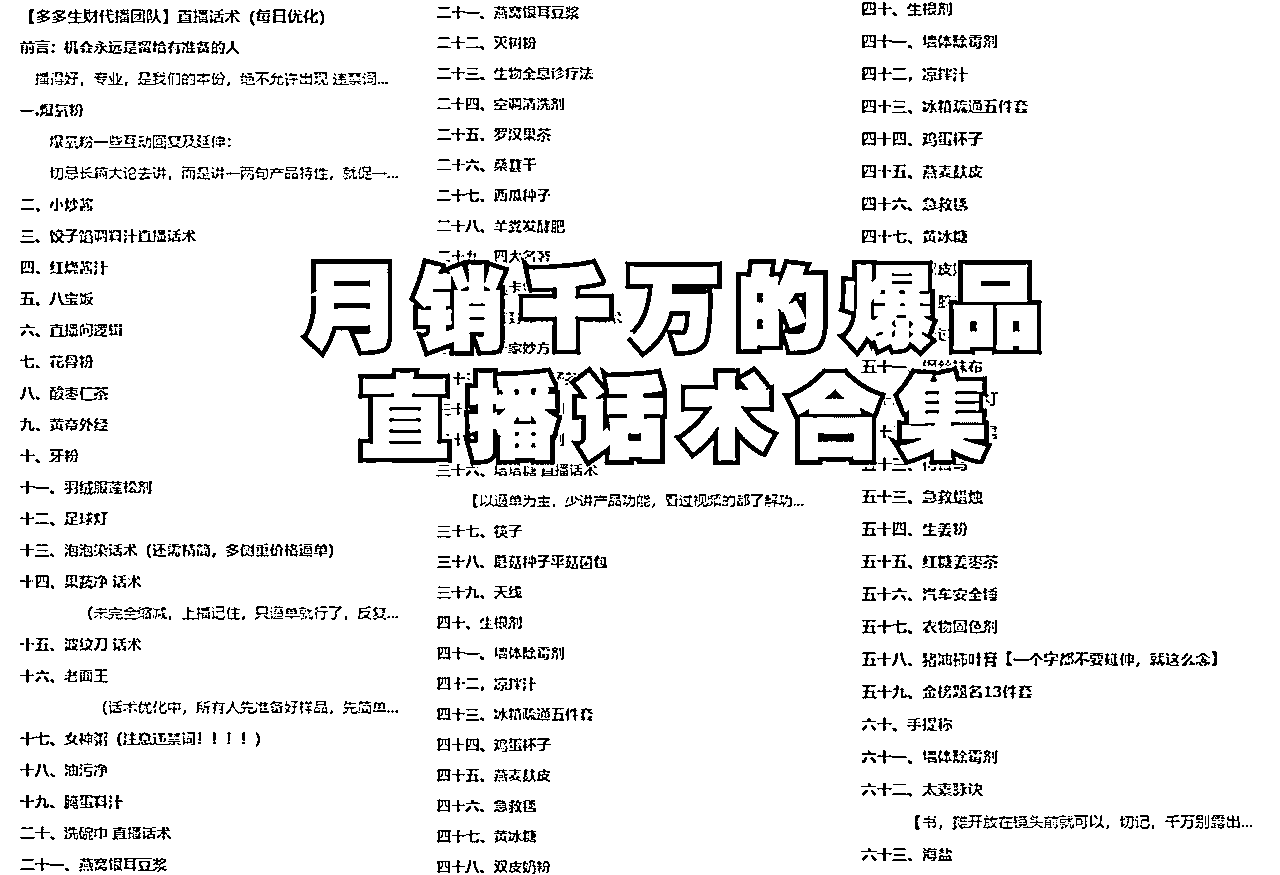 【多多生财代播团队】直播话术（每日优化）
前言：机会永远是留给有准备的人
播得好，专业，是我们的本份，绝不允许出现 违禁词...
一.爆氧粉
爆氧粉一些互动回复及延伸：
切忌长篇大论去讲，而是讲一两句产品特性，就促一...
二、小炒酱
三、饺子馅调料汁直播话术
四、红烧酱汁
五、八宝饭
六、直播间逻辑
七、花骨粉
八、酸枣仁茶
九、黄帝外经
十、牙粉
十一、羽绒服蓬松剂
十二、足球灯
十三、泡泡染话术（还需精简，多侧重价格逼单）
十四、果蔬净 话术
（未完全缩减，上播记住，只逼单就行了，反复...
十五、波纹刀 话术
十六、老面王
（话术优化中，所有人先准备好样品，先简单...
十七、女神粥（注意违禁词！！！！）
十八、油污净
十九、腌蛋料汁
二十、洗碗巾 直播话术
二十一、燕窝银耳豆浆
二十一、燕窝银耳豆浆
二十二、灭树粉
二十三、生物全息诊疗法
二十四、空调清洗剂
二十五、罗汉果茶
二十六、桑葚干
二十七、西瓜种子
二十八、羊粪发酵肥
二十九、四大名著
家妙方
月销千万的爆品
直播话术合集
三十六、 直播话术
【以逼单为主，少讲产品功能，看过视频的都了解功...
三十七、筷子
三十八、蘑菇种子平菇菌包
三十九、天线
四十、生根剂
四十一、墙体除霉剂
四十二，凉拌汁
四十三、冰箱疏通五件套
四十四、鸡蛋杯子
四十五、燕麦麸皮
四十六、急救毯
四十七、黄冰糖
四十八、双皮奶粉
四十、生根剂
四十一、墙体除霉剂
四十二，凉拌汁
四十三、冰箱疏通五件套
四十四、鸡蛋杯子
四十五、燕麦麸皮
四十六、急救毯
四十七、黄冰糖
五十一、钢丝抹布
五十三、急救蜡烛
五十四、生姜粉
五十五、红糖姜枣茶
五十六、汽车安全锤
五十七、衣物固色剂
五十八、猪油柿叶膏【一个字都不要延伸，就这么念】
五十九、金榜题名13件套
六十、手提称
六十一、墙体除霉剂
六十二、太素脉诀
【书，摊开放在镜头前就可以，切记，千万别露出...
六十三、海盐